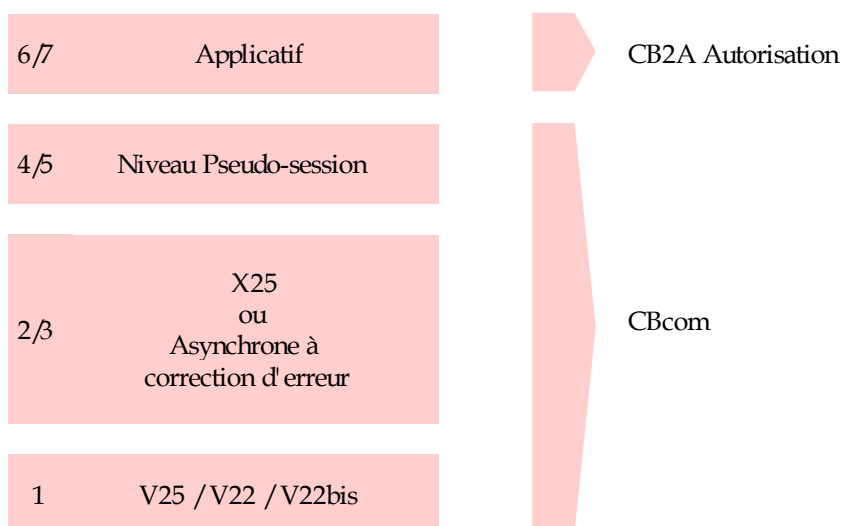 6/7 Applicatif CB2A Autorisation
4/5 Niveau Pseudo-session
X25
ou
2/3 Asynchrone à CBcom
correction d'erreur
1 V25 / V22 / V22bis